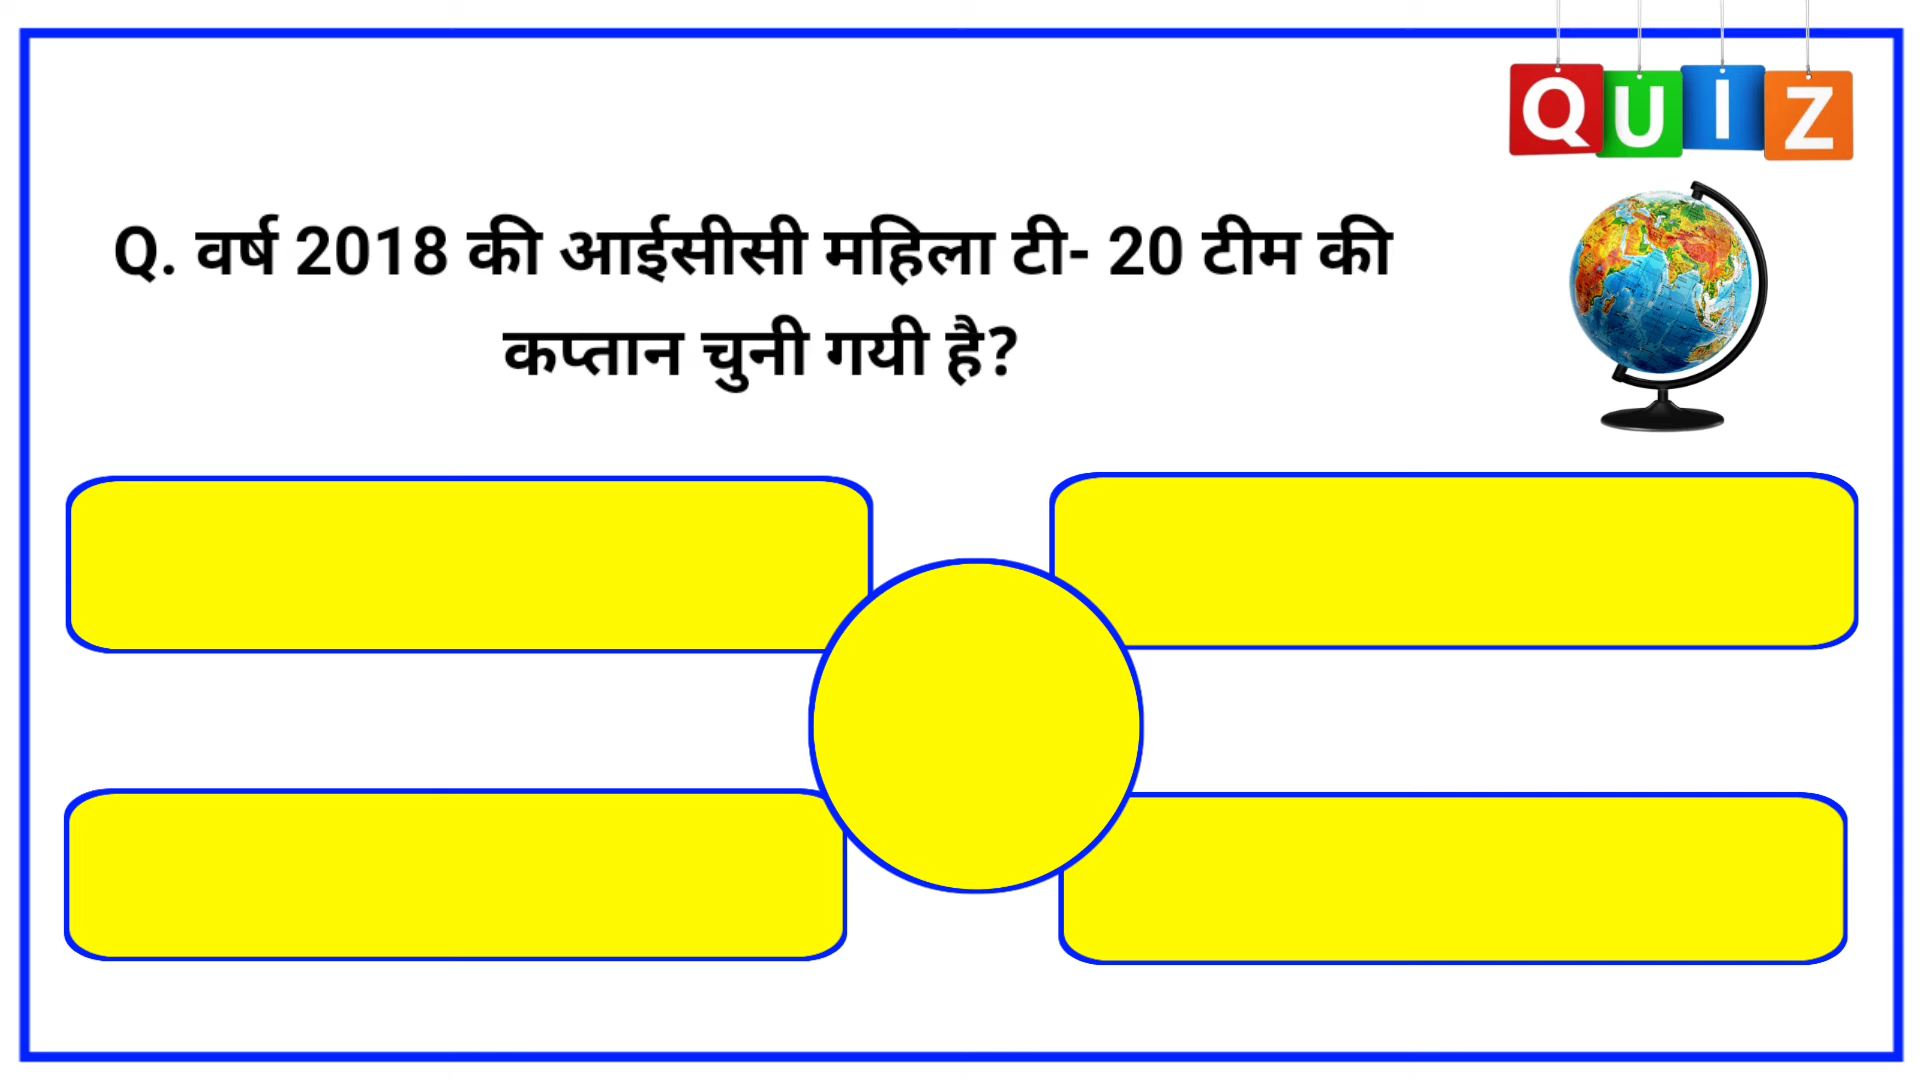 QUIZ
Q. वर्ष 2018 की आईसीसी महिला टी- 20 टीम की
कप्तान चुनी गयी है?